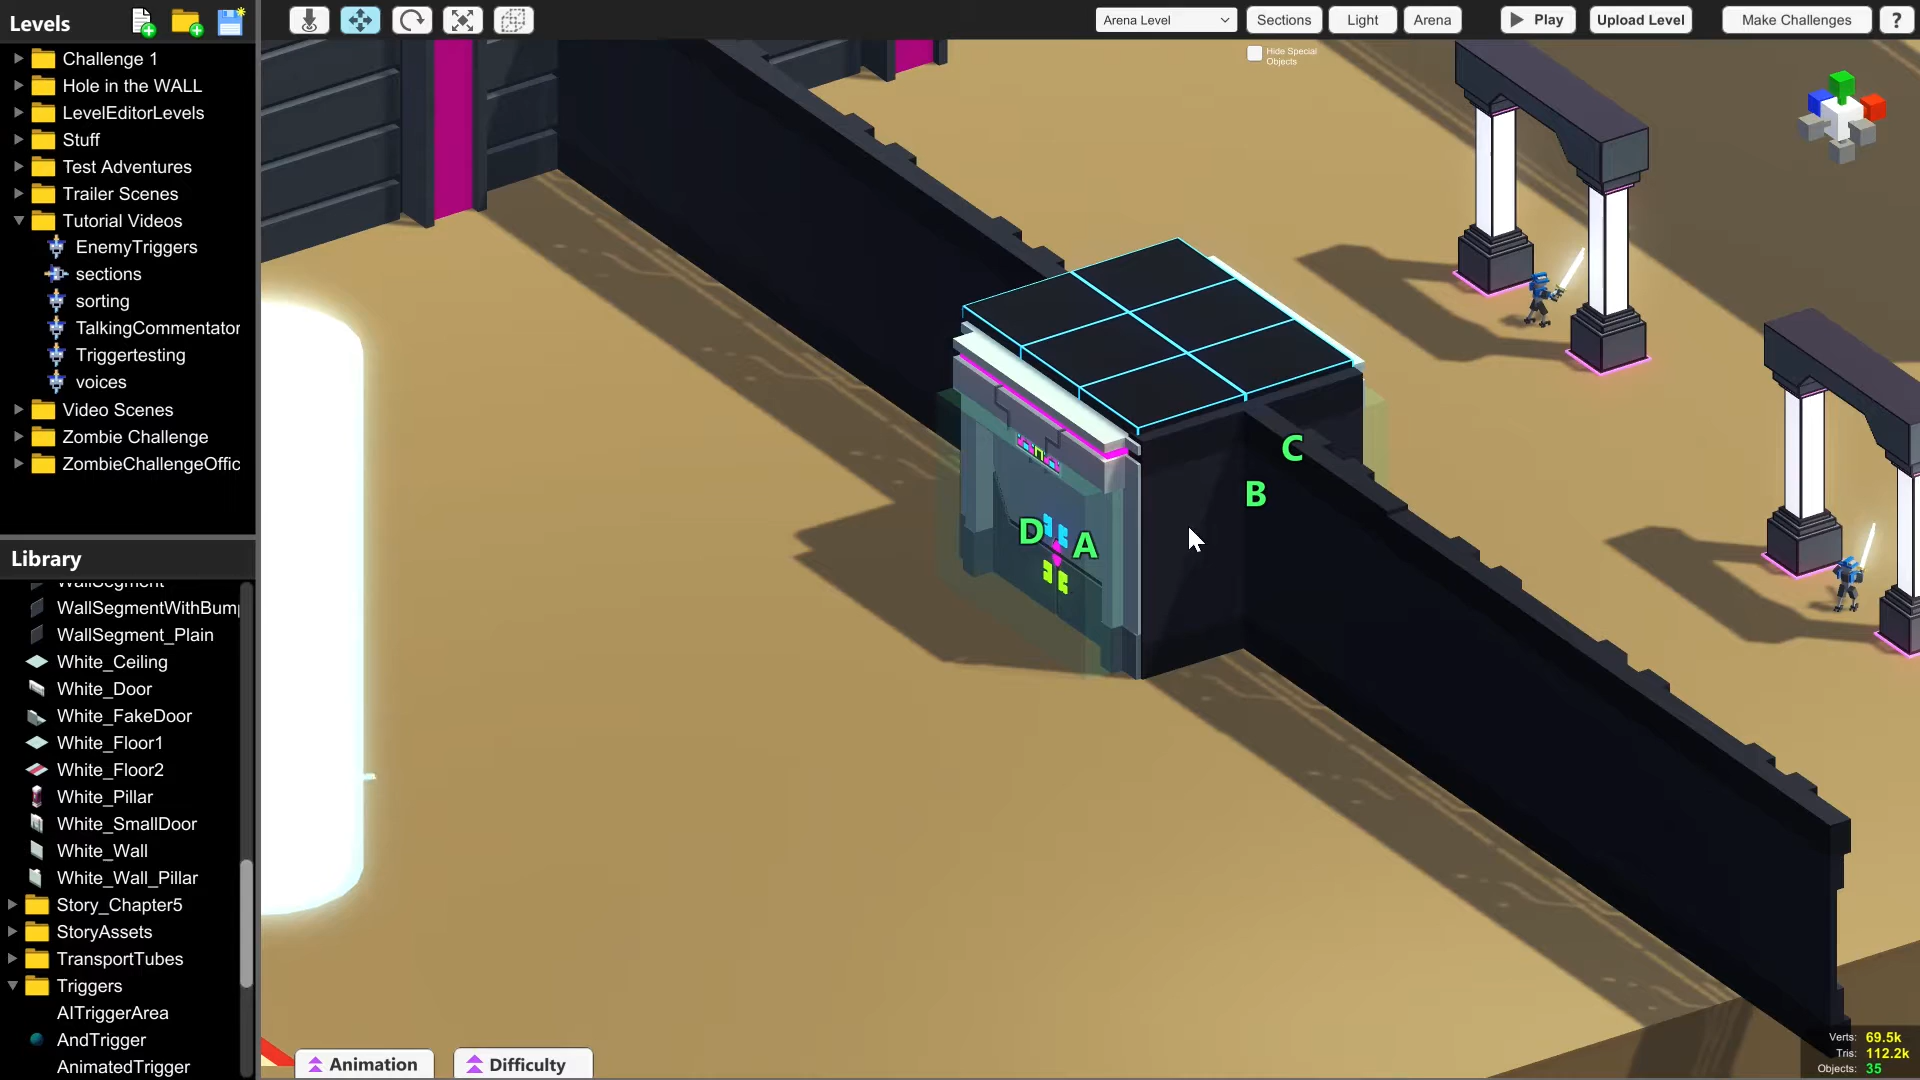 Levels
Challenge 1
Hole in the WALL
LevelEditorLevels
Stuff
Test Adventures
Trailer Scenes
Tutorial Videos
EnemyTriggers
sections
sorting
TalkingCommentator
Triggertesting
voices
Video Scenes
Zombie Challenge
ZombieChallengeOffic
Library
WallSegment
WallSegmentWithBump
WallSegment_Plain
White_Ceiling
White_Door
White_FakeDoor
White_Floor1
White_Floor2
White_Pillar
White_SmallDoor
White_Wall
White_Wall_Pillar
Story_Chapter5
StoryAssets
TransportTubes
Triggers
AITriggerArea
AndTrigger
AnimatedTrigger
Arena Level
Sections
Light
Arena
Play
Upload Level
Make Challenges
?
Hide Special
Objects
C
B
D
A
Animation
Difficulty
Verts: 69.5k
Tris: 112.2k
Objects: 35